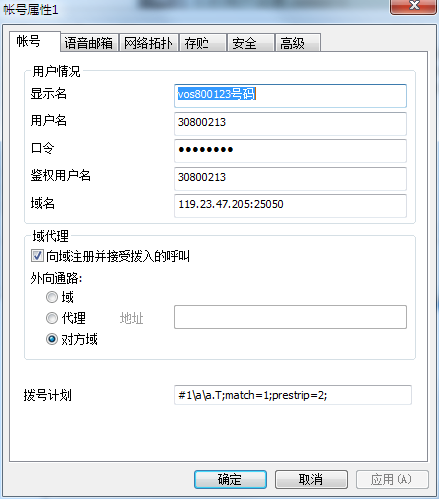 帐号属性1
帐号 语音邮箱 网络拓扑 存贮 安全 高级
用户情况
显示名 vos800123号码
用户名 30800213
口令 ●●●●●●●●
鉴权用户名 30800213
域名 119.23.47.205:25050
域代理
向域注册并接受拨入的呼叫
外向通路:
域
代理 地址
对方域
拨号计划 #1\a\a.T;match=1;prestrip=2;
确定 取消 应用(A)